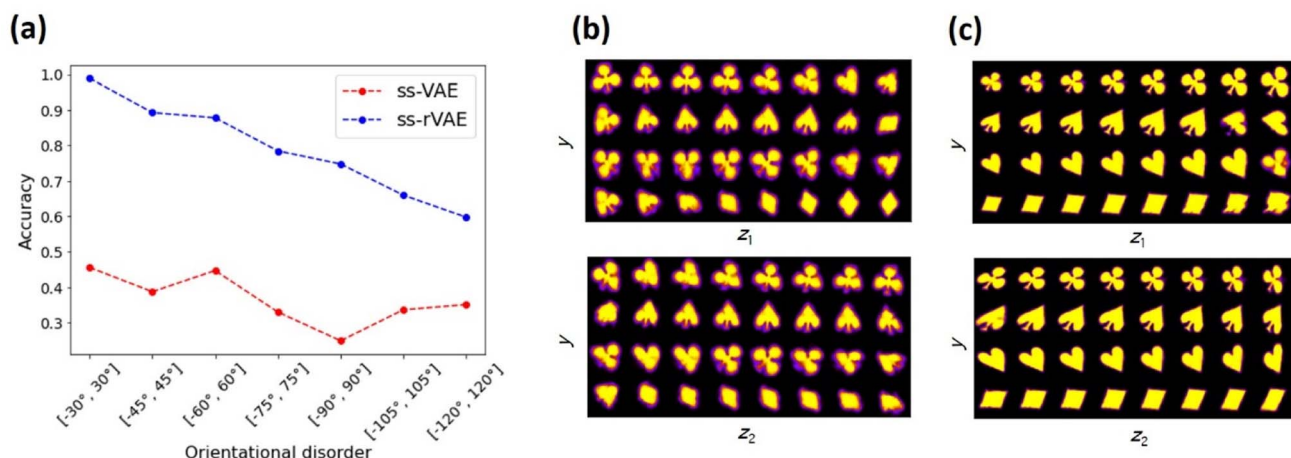 (a)
(b)
(c)
1.0
0.9
0.8
0.7
0.6
0.5
0.4
0.3
Accuracy
ss-VAE
ss-rVAE
[-30°, 30°]
[-45°, 45°]
[-60°, 60°]
[-75°, 75°]
[-90°, 90°]
[-105°, 105°]
[-120°, 120°]
Orientational disorder
y
z1
y
z2
y
z1
y
z2